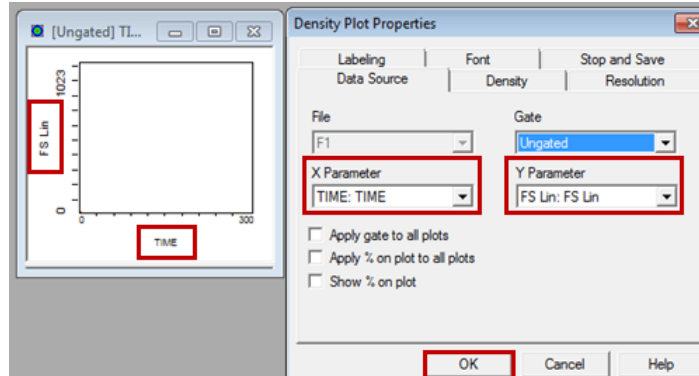 [Ungated] TI...
1023
FS Lin
0
0
300
TIME
Density Plot Properties
Labeling
Font
Stop and Save
Data Source
Density
Resolution
File
Gate
F1
Ungated
X Parameter
Y Parameter
TIME: TIME
FS Lin: FS Lin
Apply gate to all plots
Apply % on plot to all plots
Show % on plot
OK
Cancel
Help